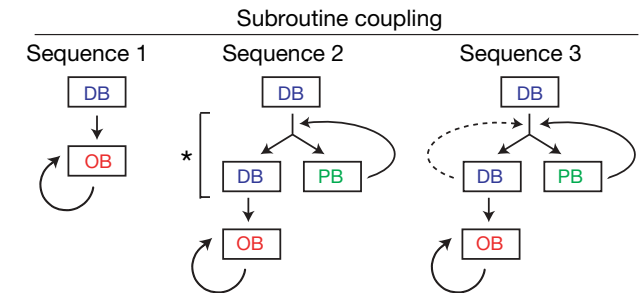 Subroutine coupling
Sequence 1 Sequence 2 Sequence 3
DB DB DB
OB
* DB PB DB PB
OB OB